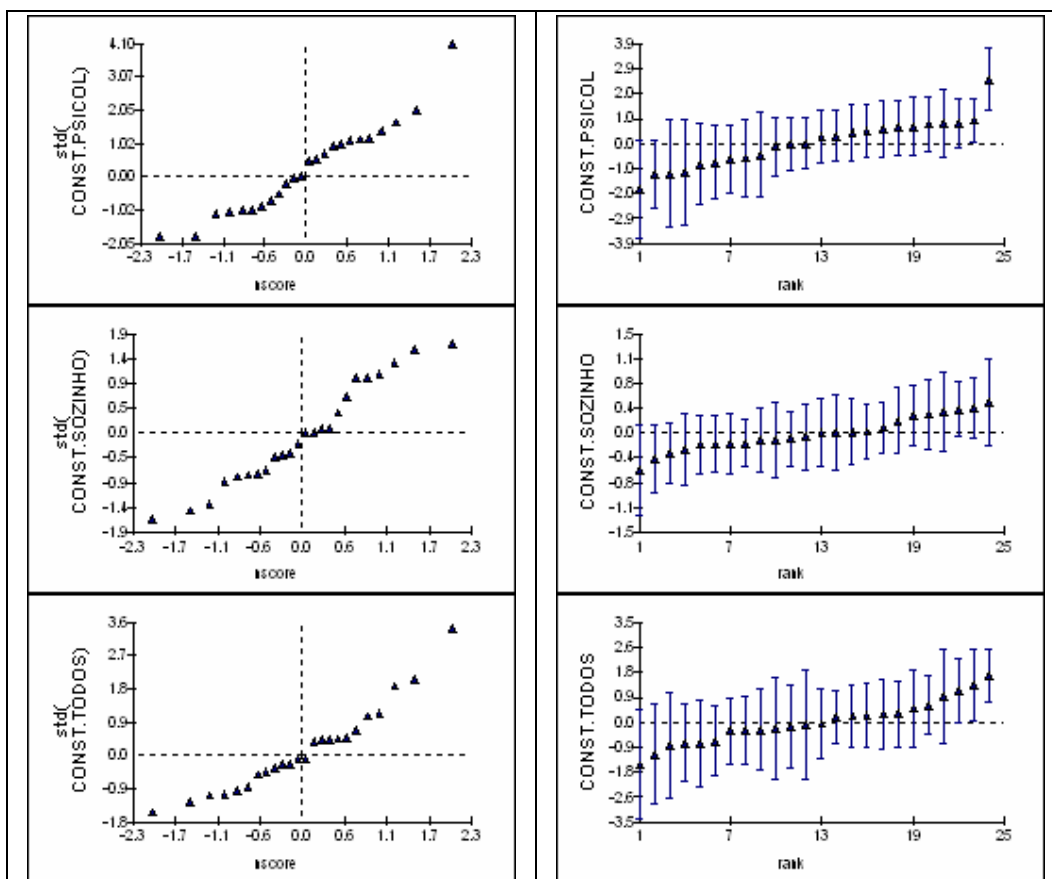 std(
CONST.PSICOL)
4.10
3.07
2.05
1.02
0.00
-1.02
-2.05
-2.3 -1.7 -1.1 -0.6 0.0 0.6 1.1 1.7 2.3
nscore
CONST.PSICOL
3.9
2.9
2.0
1.0
0.0
-1.0
-2.0
-2.9
-3.9
1 7 13 19 25
rank
std(
CONST.SOZINHO)
1.9
1.4
0.9
0.5
0.0
-0.5
-0.9
-1.4
-1.9
-2.3 -1.7 -1.1 -0.6 0.0 0.6 1.1 1.7 2.3
nscore
CONST.SOZINHO
1.5
1.1
0.8
0.4
0.0
-0.4
-0.8
-1.1
-1.5
1 7 13 19 25
rank
std(
CONST.TODOS)
3.6
2.7
1.8
0.9
0.0
-0.9
-1.8
-2.3 -1.7 -1.1 -0.6 0.0 0.6 1.1 1.7 2.3
nscore
CONST.TODOS
3.5
2.6
1.8
0.9
0.0
-0.9
-1.8
-2.6
-3.5
1 7 13 19 25
rank